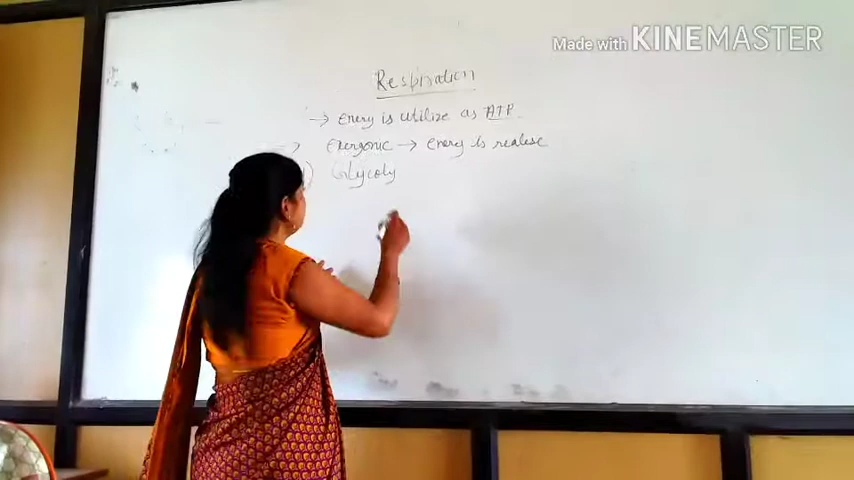 Made with KINEMASTER
Respiration
→ Enery is utilize as ATP
→ Exergonic → Enery is realese
) Glycoly